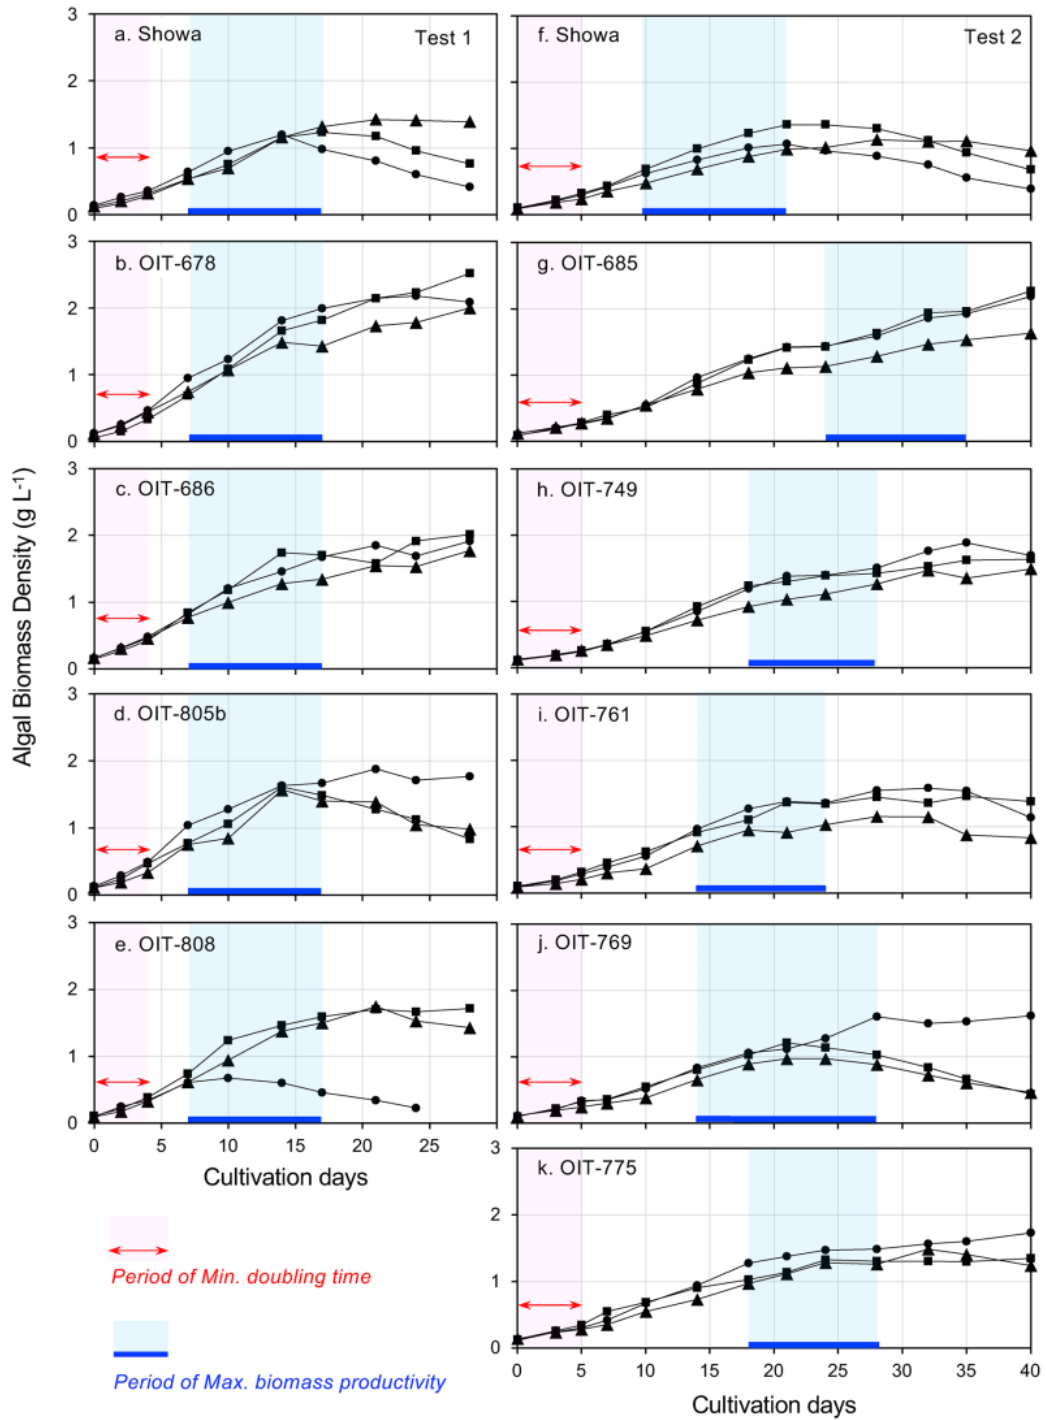 Algal Biomass Density (g L-1)
a. Showa
Test 1
3
2
1
0
b. OIT-678
3
2
1
0
c. OIT-686
3
2
1
0
d. OIT-805b
3
2
1
0
e. OIT-808
3
2
1
0
0 5 10 15 20 25
Cultivation days
Period of Min. doubling time
Period of Max. biomass productivity
f. Showa
Test 2
g. OIT-685
h. OIT-749
i. OIT-761
j. OIT-769
k. OIT-775
3
2
1
0
0 5 10 15 20 25 30 35 40
Cultivation days